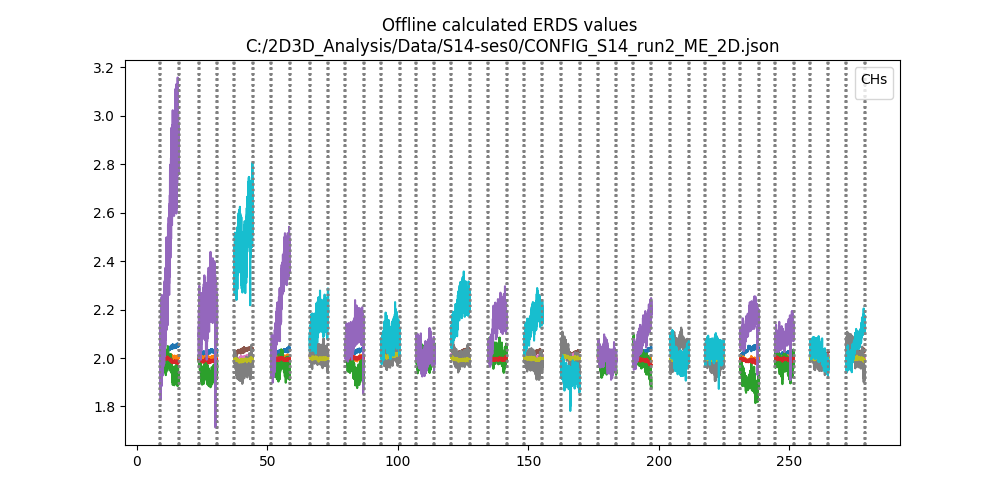 Offline calculated ERDS values
C:/2D3D_Analysis/Data/S14-ses0/CONFIG_S14_run2_ME_2D.json
CHs
3.2
3.0
2.8
2.6
2.4
2.2
2.0
1.8
0 50 100 150 200 250